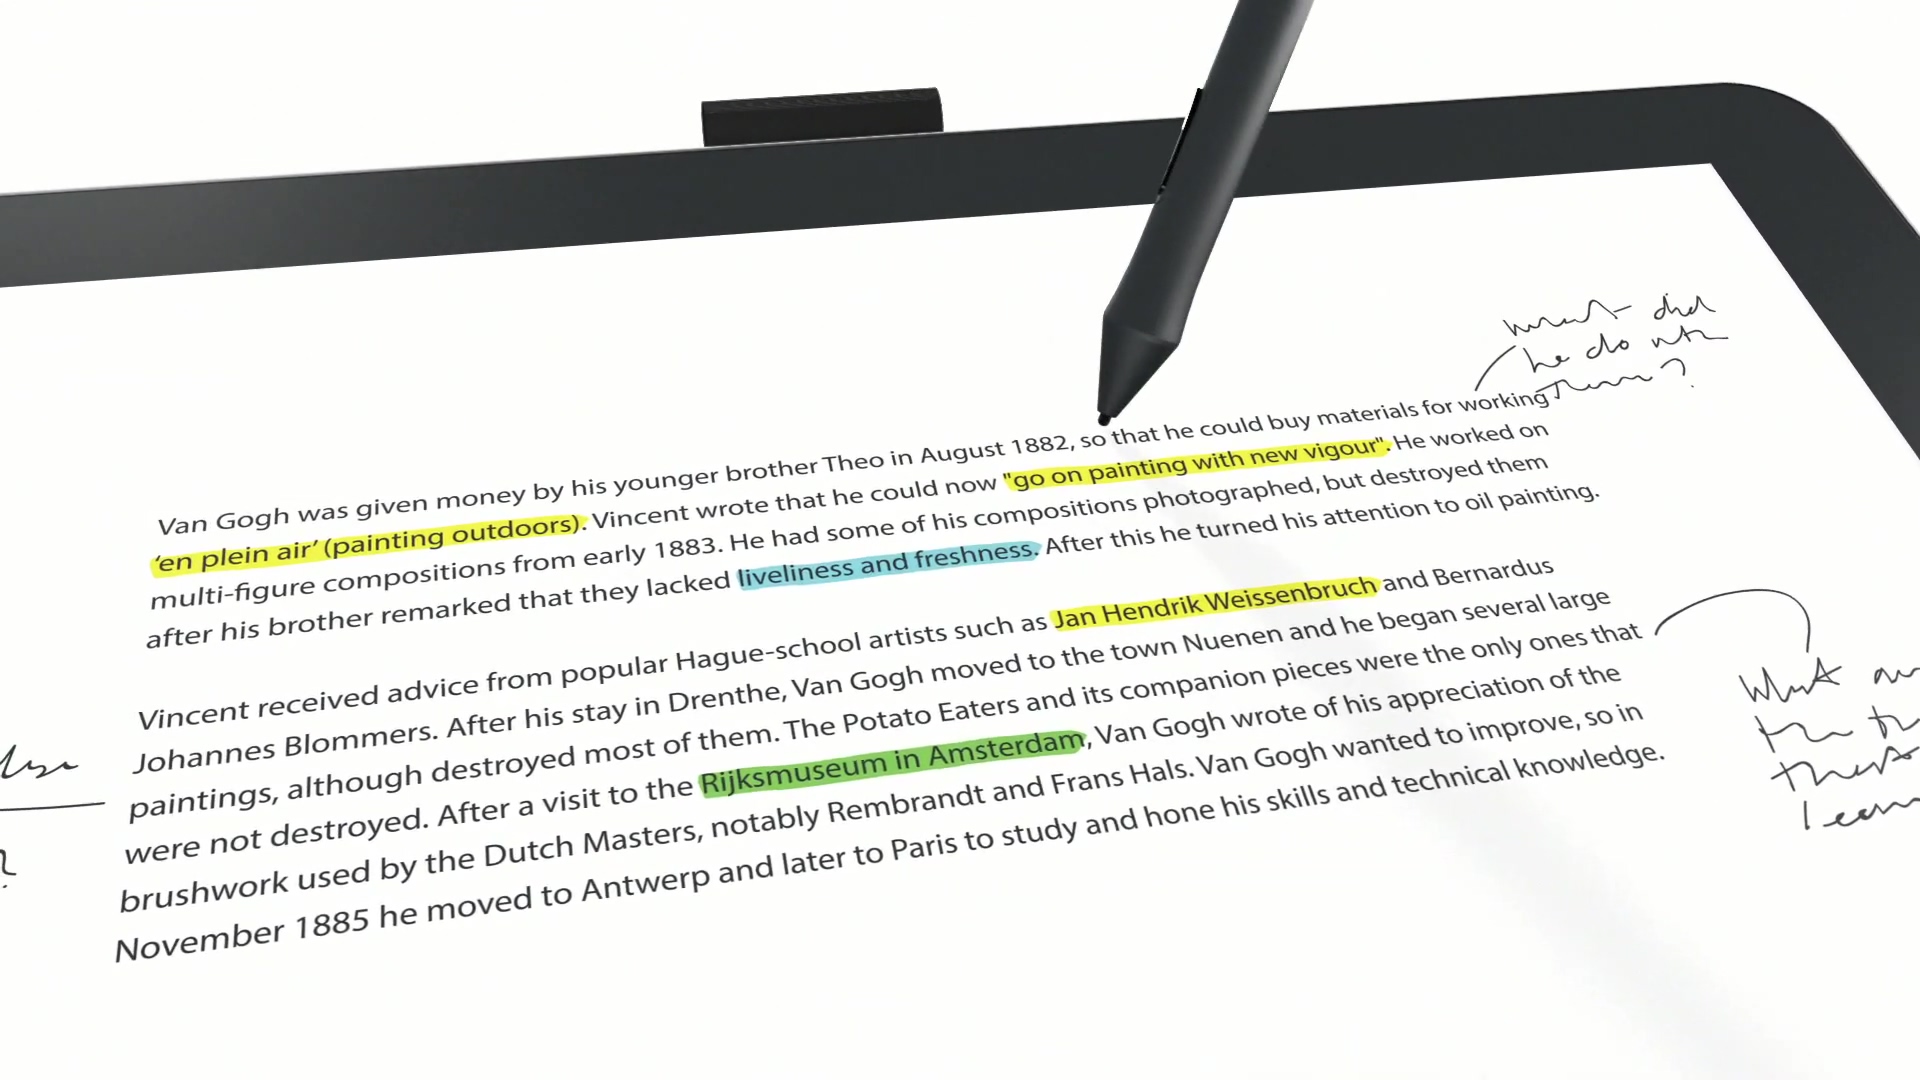 what did
he do with
them?
Van Gogh was given money by his younger brother Theo in August 1882, so that he could buy materials for working
'en plein air' (painting outdoors). Vincent wrote that he could now "go on painting with new vigour". He worked on
multi-figure compositions from early 1883. He had some of his compositions photographed, but destroyed them
after his brother remarked that they lacked liveliness and freshness. After this he turned his attention to oil painting.
Vincent received advice from popular Hague-school artists such as Jan Hendrik Weissenbruch and Bernardus
Johannes Blommers. After his stay in Drenthe, Van Gogh moved to the town Nuenen and he began several large
paintings, although destroyed most of them. The Potato Eaters and its companion pieces were the only ones that
were not destroyed. After a visit to the Rijksmuseum in Amsterdam, Van Gogh wrote of his appreciation of the
brushwork used by the Dutch Masters, notably Rembrandt and Frans Hals. Van Gogh wanted to improve, so in
November 1885 he moved to Antwerp and later to Paris to study and hone his skills and technical knowledge.
What
?